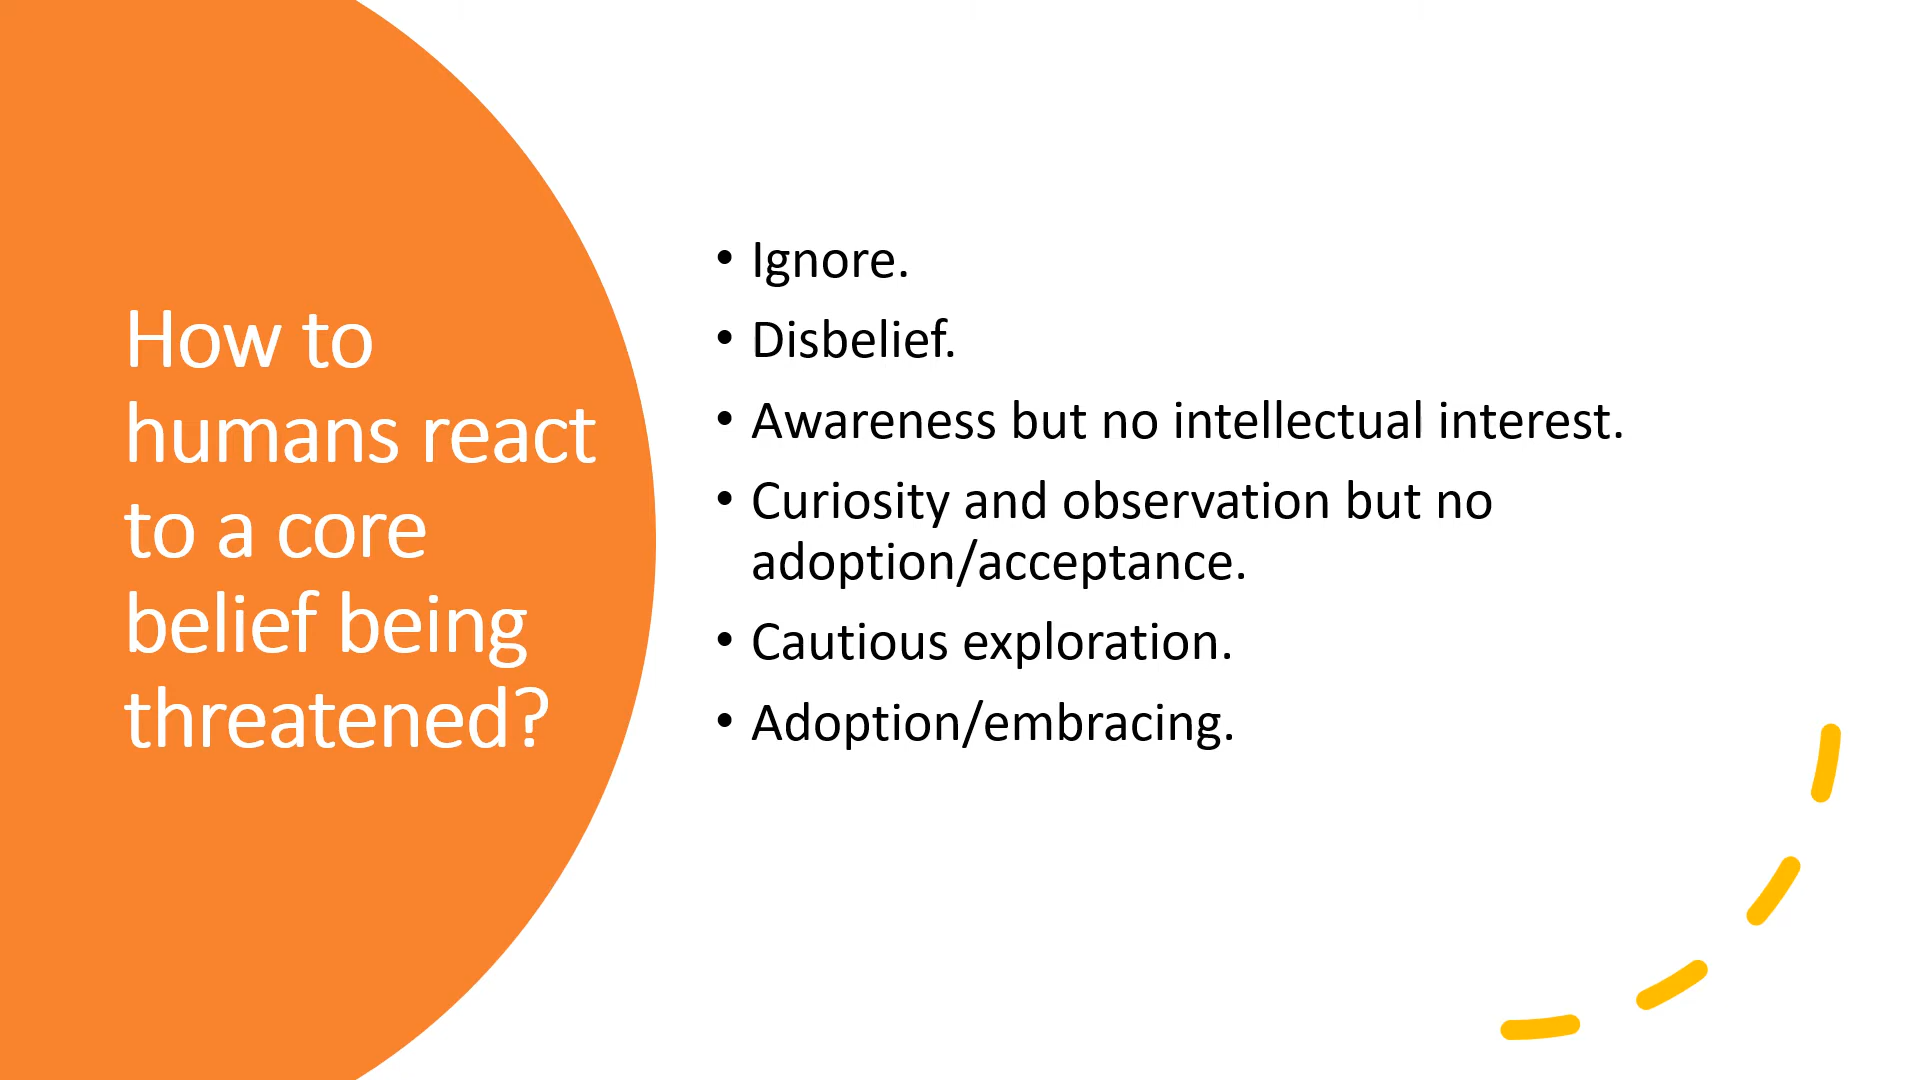 How to
humans react
to a core
belief being
threatened?
• Ignore.
• Disbelief.
• Awareness but no intellectual interest.
• Curiosity and observation but no
adoption/acceptance.
• Cautious exploration.
• Adoption/embracing.